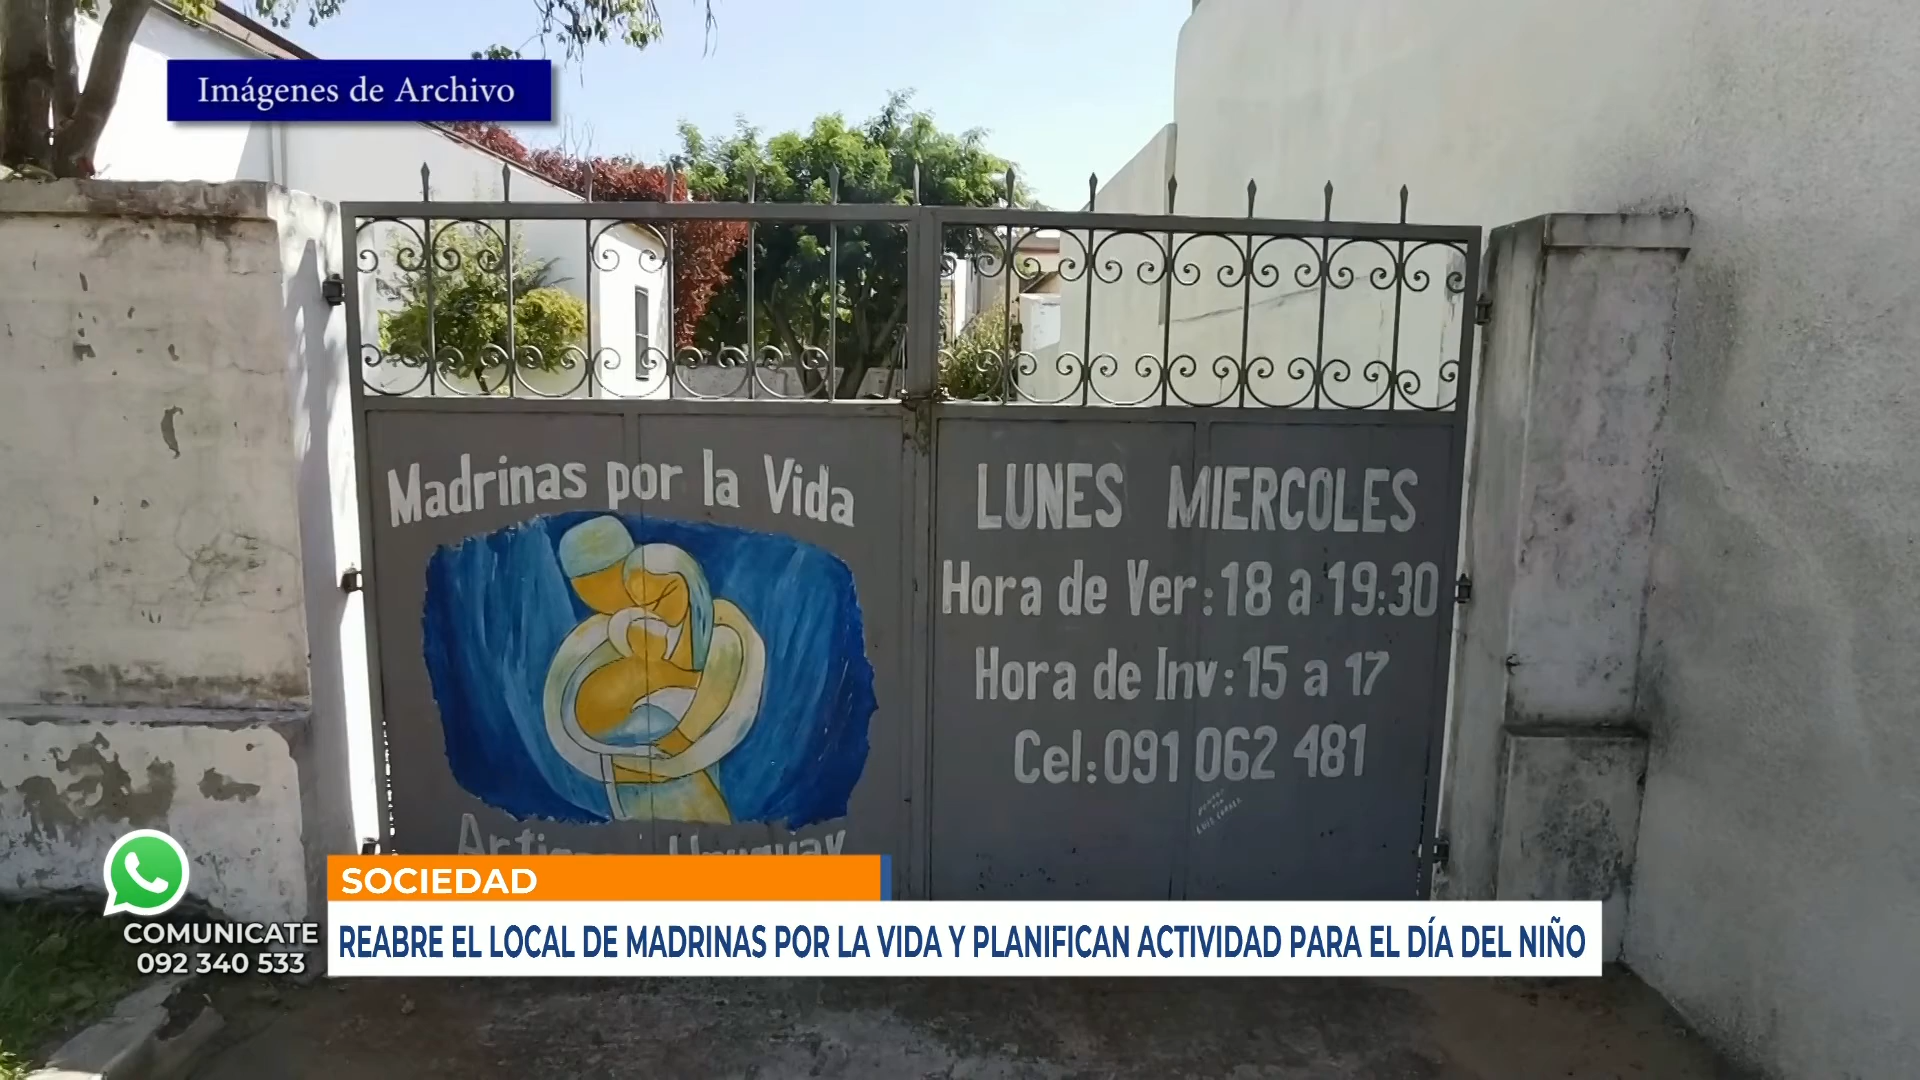 Imágenes de Archivo
Madrinas por la Vida
LUNES MIERCOLES
Hora de Ver: 18 a 19:30
Hora de Inv: 15 a 17
Cel: 091 062 481
SOCIEDAD
REABRE EL LOCAL DE MADRINAS POR LA VIDA Y PLANIFICAN ACTIVIDAD PARA EL DÍA DEL NIÑO
COMUNICATE
092 340 533